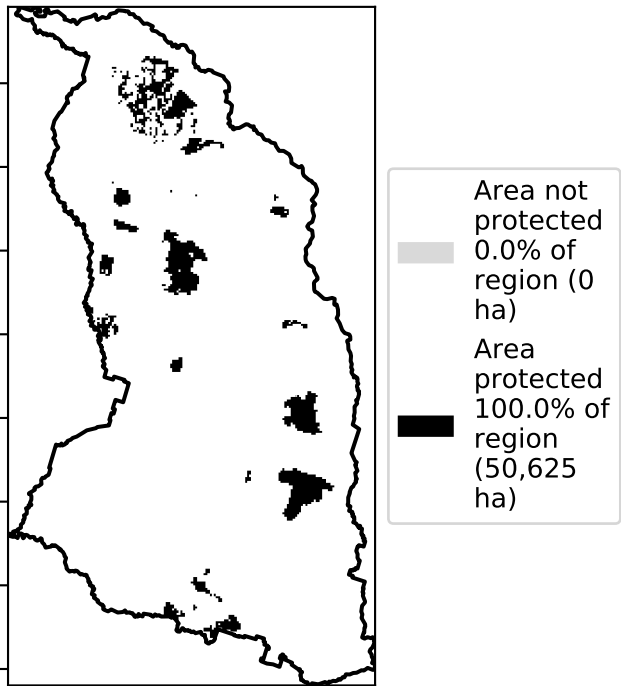 Area not
protected
0.0% of
region (0
ha)
Area
protected
100.0% of
region
(50,625
ha)